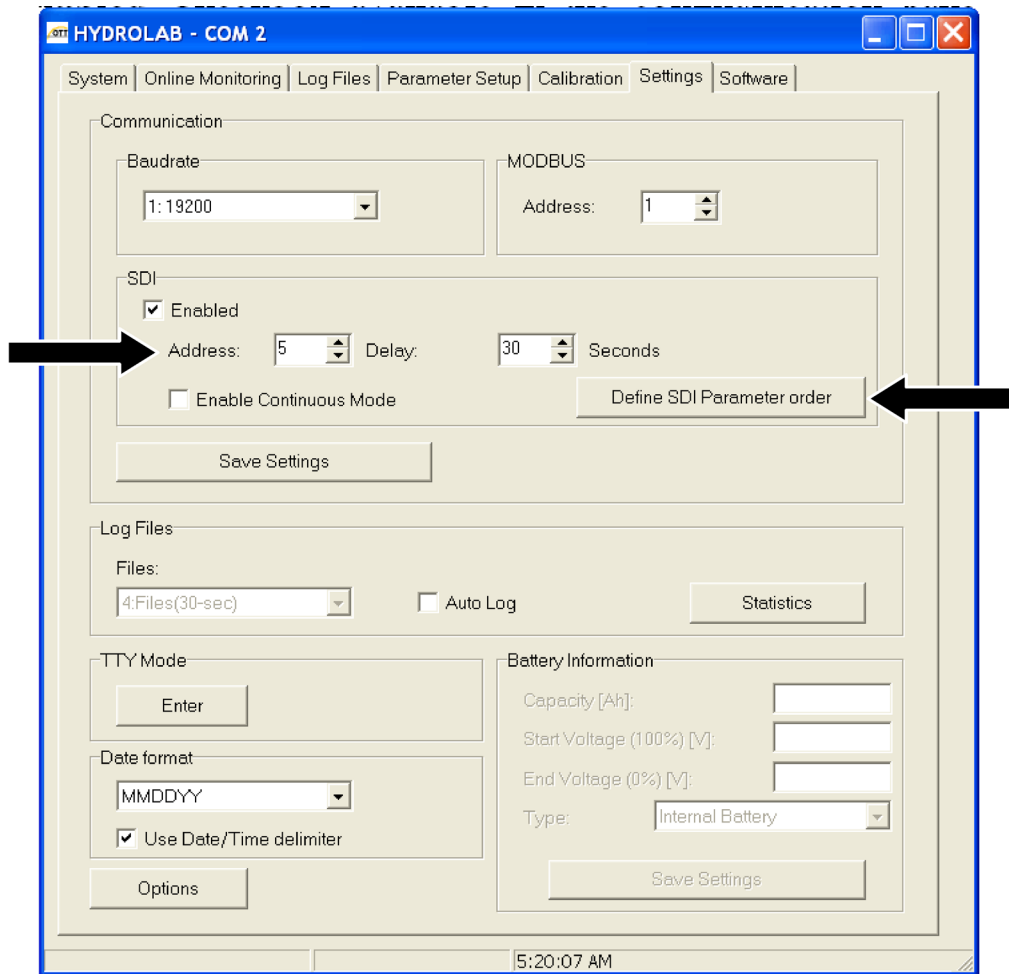 OTT HYDROLAB - COM 2
System Online Monitoring Log Files Parameter Setup Calibration Settings Software
Communication
Baudrate
1: 19200
MODBUS
Address: 1
SDI
Enabled
Address: 5 Delay: 30 Seconds
Enable Continuous Mode
Define SDI Parameter order
Save Settings
Log Files
Files:
4:Files(30-sec)
Auto Log
Statistics
TTY Mode
Enter
Battery Information
Capacity [Ah]:
Start Voltage (100%) [V]:
End Voltage (0%) [V]:
Type: Internal Battery
Save Settings
Date format
MMDDYY
Use Date/Time delimiter
Options
5:20:07 AM